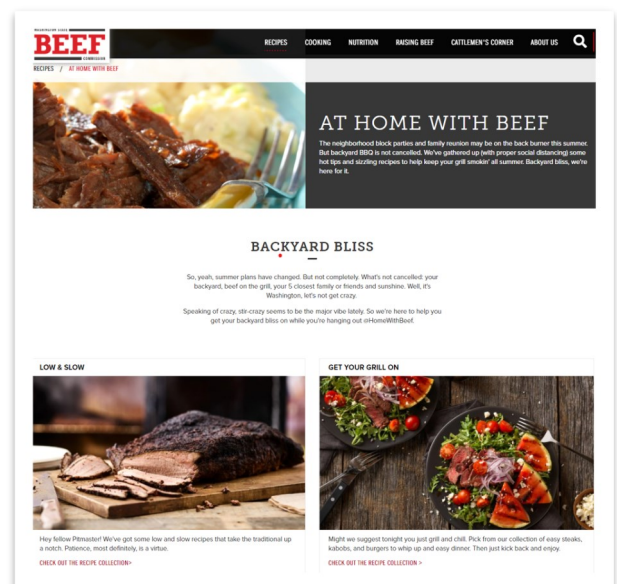 WASHINGTON STATE
BEEF
COMMISSION
RECIPES COOKING NUTRITION RAISING BEEF CATTLEMEN'S CORNER ABOUT US
RECIPES / AT HOME WITH BEEF
AT HOME WITH BEEF
The neighborhood block parties and family reunion may be on the back burner this summer.
But backyard BBQ is not cancelled. We've gathered up (with proper social distancing) some
hot tips and sizzling recipes to help keep your grill smokin' all summer. Backyard bliss, we're
here for it.
BACKYARD BLISS
So, yeah, summer plans have changed. But not completely. What's not cancelled: your
backyard, beef on the grill, your 5 closest family or friends and sunshine. Well, it's
Washington, let's not get crazy.
Speaking of crazy, stir-crazy seems to be the major vibe lately. So we're here to help you
get your backyard bliss on while you're hanging out @HomeWithBeef.
LOW & SLOW
GET YOUR GRILL ON
Hey fellow Pitmaster! We've got some low and slow recipes that take the traditional up
a notch. Patience, most definitely, is a virtue.
CHECK OUT THE RECIPE COLLECTION>
Might we suggest tonight you just grill and chill. Pick from our collection of easy steaks,
kabobs, and burgers to whip up and easy dinner. Then just kick back and enjoy.
CHECK OUT THE RECIPE COLLECTION >